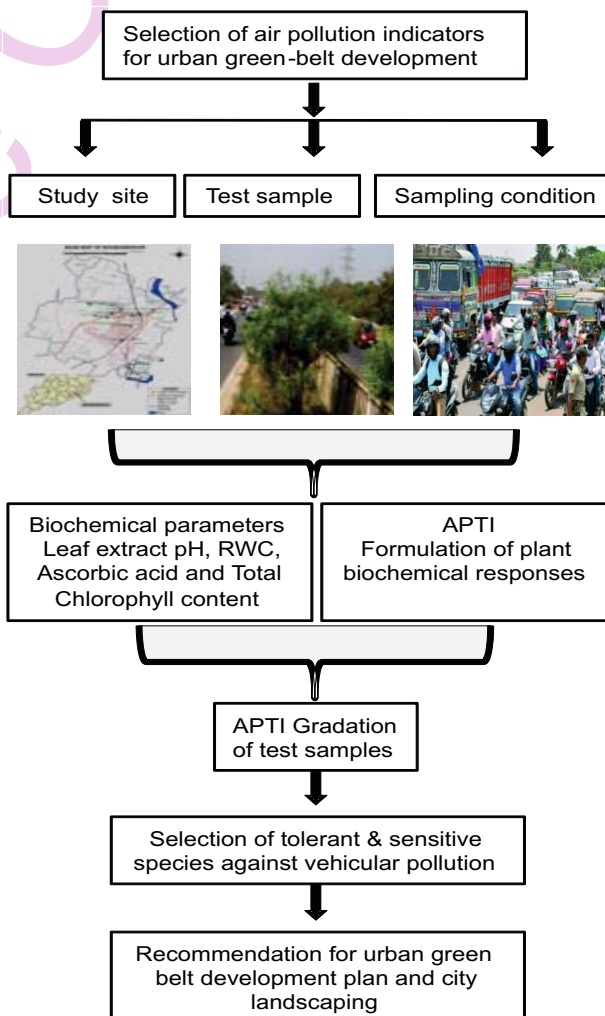 Selection of air pollution indicators
for urban green-belt development
Study site
Test sample
Sampling condition
Biochemical parameters
Leaf extract pH, RWC,
Ascorbic acid and Total
Chlorophyll content
APTI
Formulation of plant
biochemical responses
APTI Gradation
of test samples
Selection of tolerant & sensitive
species against vehicular pollution
Recommendation for urban green
belt development plan and city
landscaping